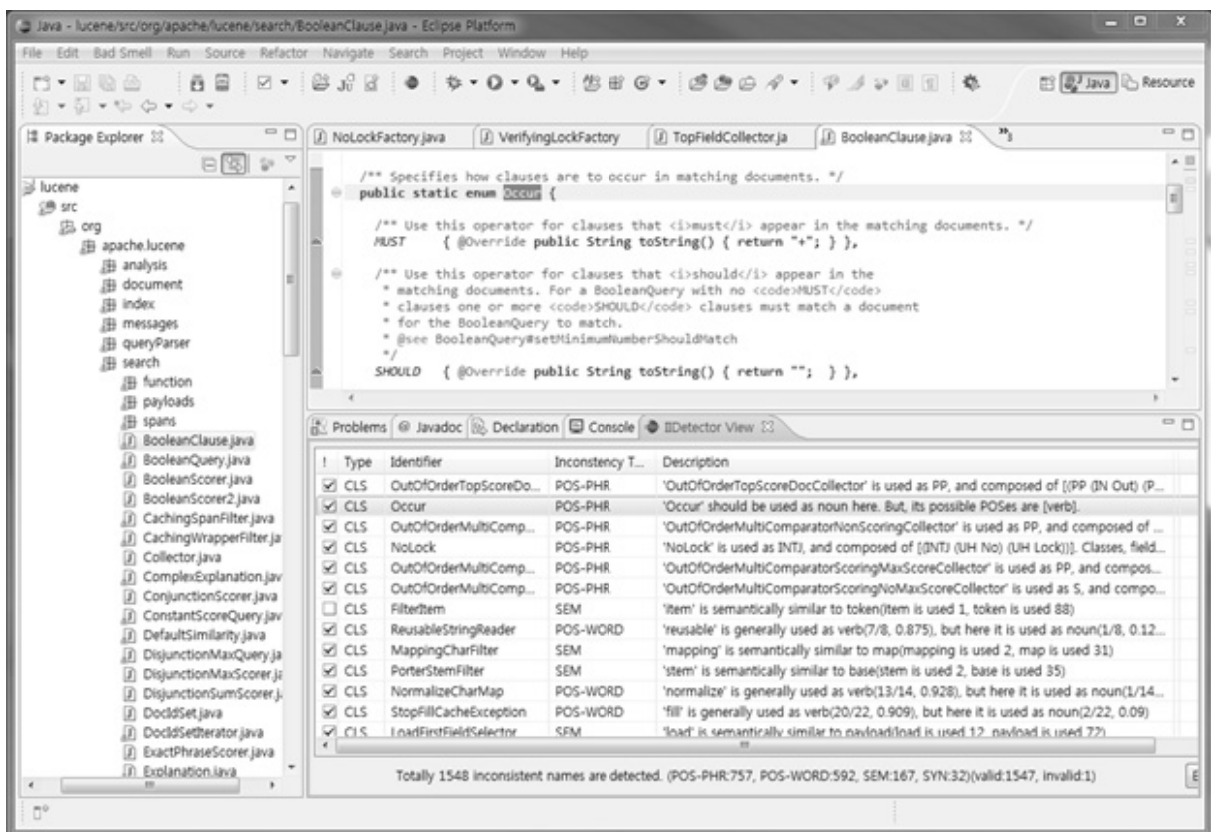 Java - lucene/src/org/apache/lucene/search/BooleanClause.java - Eclipse Platform
File Edit Bad Smell Run Source Refactor Navigate Search Project Window Help
Java Resource
Package Explorer
lucene
src
org
apache.lucene
analysis
document
index
messages
queryParser
search
function
payloads
spans
BooleanClause.java
BooleanQuery.java
BooleanScorer.java
BooleanScorer2.java
CachingSpanFilter.java
CachingWrapperFilter.ja
Collector.java
ComplexExplanation.jav
ConjunctionScorer.java
ConstantScoreQuery.jav
DefaultSimilarity.java
DisjunctionMaxQuery.ja
DisjunctionMaxScorer.ja
DisjunctionSumScorer.j
DocIdSet.java
DocIdSetIterator.java
ExactPhraseScorer.java
Explanation.java
NoLockFactory.java VerifyingLockFactory TopFieldCollector.ja BooleanClause.java
/** Specifies how clauses are to occur in matching documents. */
public static enum Occur {
/** Use this operator for clauses that <i>must</i> appear in the matching documents. */
MUST { @Override public String toString() { return "+"; } },
/** Use this operator for clauses that <i>should</i> appear in the
* matching documents. For a BooleanQuery with no <code>MUST</code>
* clauses one or more <code>SHOULD</code> clauses must match a document
* for the BooleanQuery to match.
* @see BooleanQuery#setMinimumNumberShouldMatch
*/
SHOULD { @Override public String toString() { return ""; } },
Problems @ Javadoc Declaration Console IIDetector View
! Type Identifier Inconstency T... Description
CLS OutOfOrderTopScoreDo... POS-PHR 'OutOfOrderTopScoreDocCollector' is used as PP, and composed of [(PP (IN Out) (P...
CLS Occur POS-PHR 'Occur' should be used as noun here. But, its possible POSes are [verb].
CLS OutOfOrderMultiComp... POS-PHR 'OutOfOrderMultiComparatorNonScoringCollector' is used as PP, and composed of ...
CLS NoLock POS-PHR 'NoLock' is used as INTJ, and composed of [(INTJ (UH No) (UH Lock))]. Classes, field...
CLS OutOfOrderMultiComp... POS-PHR 'OutOfOrderMultiComparatorScoringMaxScoreCollector' is used as PP, and compos...
CLS OutOfOrderMultiComp... POS-PHR 'OutOfOrderMultiComparatorScoringNoMaxScoreCollector' is used as S, and compo...
CLS FilterItem SEM 'item' is semantically similar to token(item is used 1, token is used 88)
CLS ReusableStringReader POS-WORD 'reusable' is generally used as verb(7/8, 0.875), but here it is used as noun(1/8, 0.12...
CLS MappingCharFilter SEM 'mapping' is semantically similar to map(mapping is used 2, map is used 31)
CLS PorterStemFilter SEM 'stem' is semantically similar to base(stem is used 2, base is used 35)
CLS NormalizeCharMap POS-WORD 'normalize' is generally used as verb(13/14, 0.928), but here it is used as noun(1/14...
CLS StopFillCacheException POS-WORD 'fill' is generally used as verb(20/22, 0.909), but here it is used as noun(2/22, 0.09)
CLS LoadFirstFieldSelector SEM 'load' is semantically similar to payload(load is used 12, payload is used 72)
Totally 1548 inconsistent names are detected. (POS-PHR:757, POS-WORD:592, SEM:167, SYN:32)(valid:1547, invalid:1)